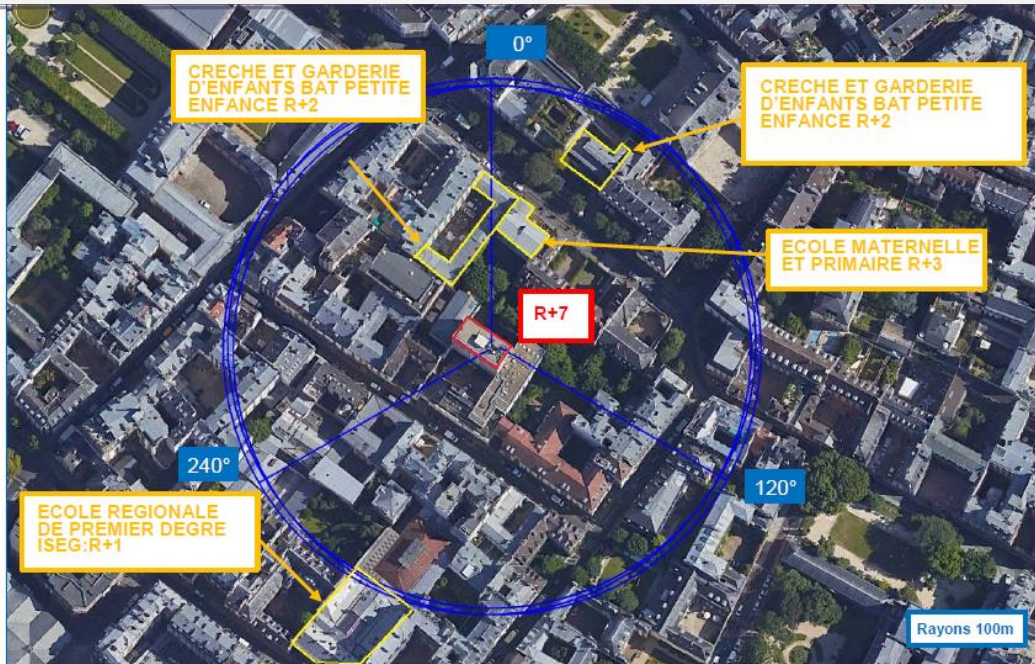 0°
CRECHE ET GARDERIE
D'ENFANTS BAT PETITE
ENFANCE R+2
CRECHE ET GARDERIE
D'ENFANTS BAT PETITE
ENFANCE R+2
ECOLE MATERNELLE
ET PRIMAIRE R+3
R+7
240°
120°
ECOLE REGIONALE
DE PREMIER DEGRE
ISEG:R+1
Rayons 100m